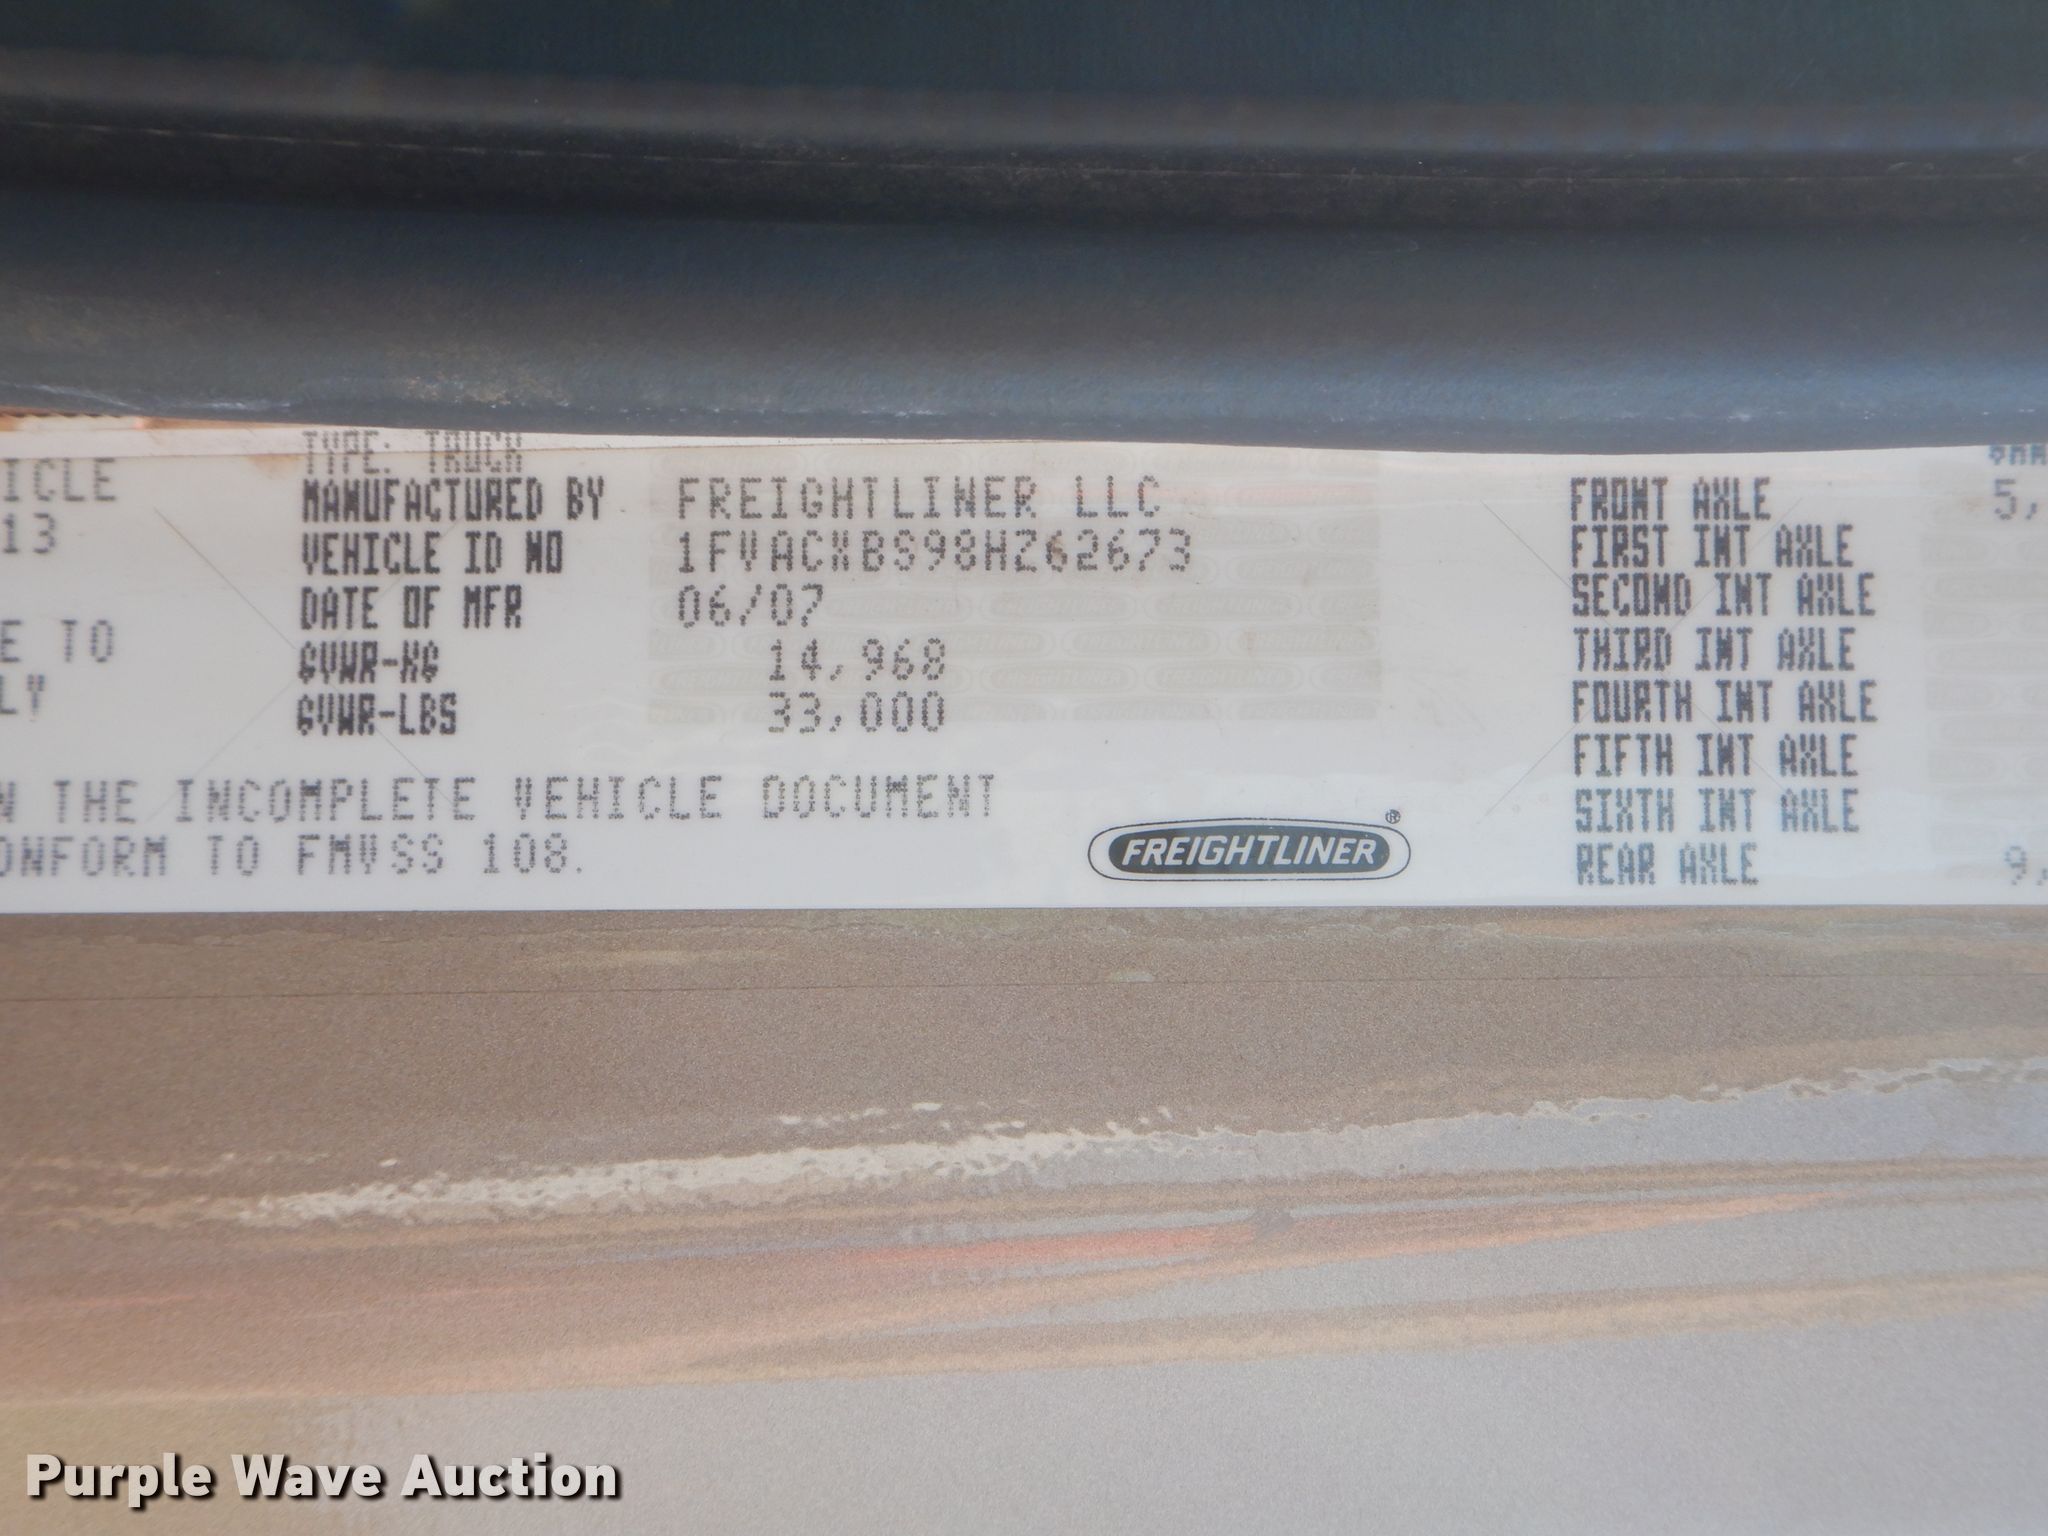 TYPE: TRUCK
ICLE
13
E TO
LY
MANUFACTURED BY FREIGHTLINER LLC
VEHICLE ID NO 1FVACXBS98HZ62673
DATE OF MFR 06/07
GVWR-KG 14,968
GVWR-LBS 33,000
N THE INCOMPLETE VEHICLE DOCUMENT
ONFORM TO FMVSS 108.
FREIGHTLINER®
FRONT AXLE 5,
FIRST INT AXLE
SECOND INT AXLE
THIRD INT AXLE
FOURTH INT AXLE
FIFTH INT AXLE
SIXTH INT AXLE
REAR AXLE 9,
Purple Wave Auction